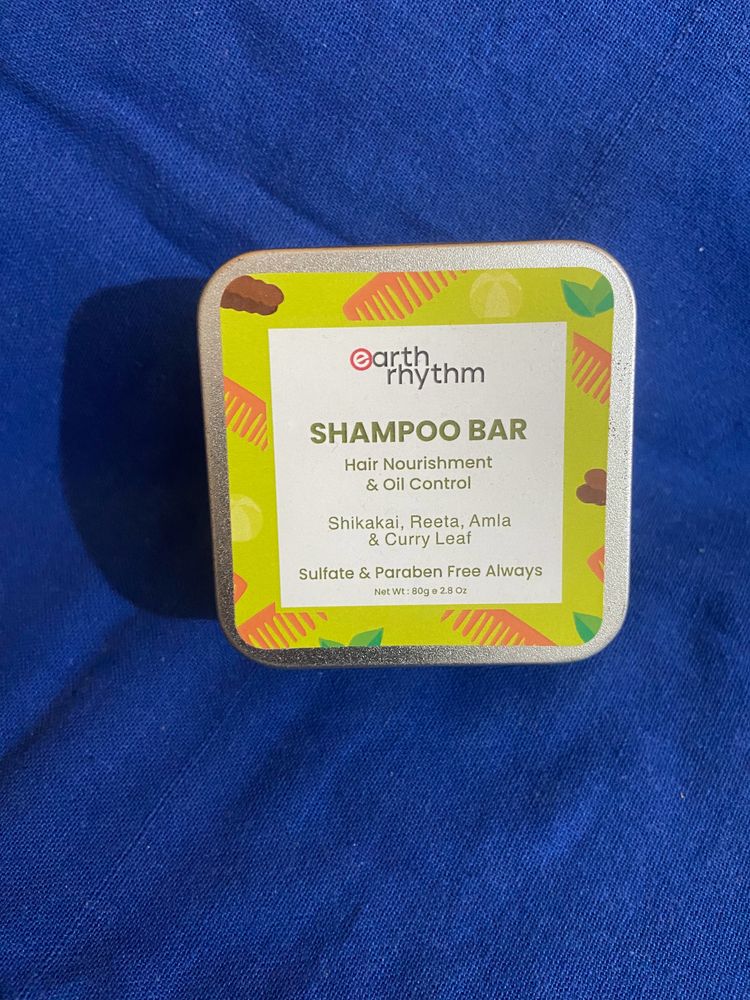 earth
rhythm
SHAMPOO BAR
Hair Nourishment
& Oil Control
Shikakai, Reeta, Amla
& Curry Leaf
Sulfate & Paraben Free Always
Net Wt : 80g e 2.8 Oz